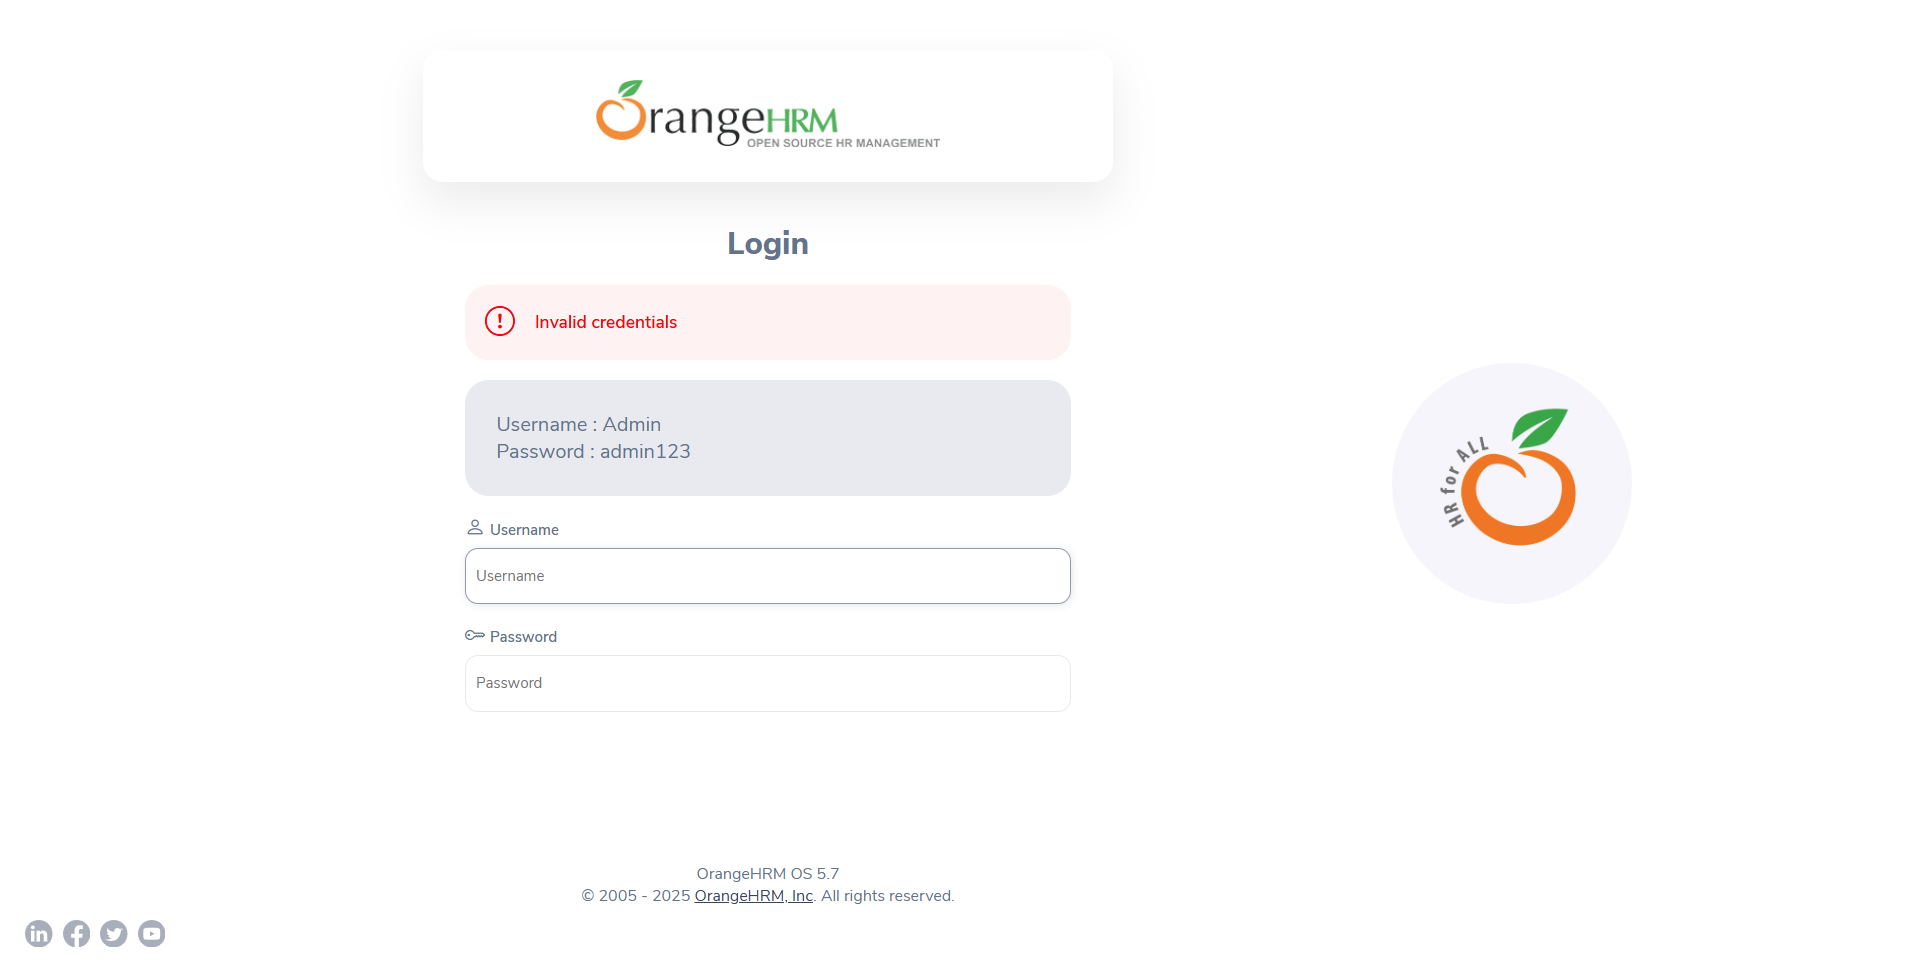 OrangeHRM
OPEN SOURCE HR MANAGEMENT
Login
Invalid credentials
Username : Admin
Password : admin123
Username
Username
Password
Password
HR for ALL
OrangeHRM OS 5.7
© 2005 - 2025 OrangeHRM, Inc. All rights reserved.
in